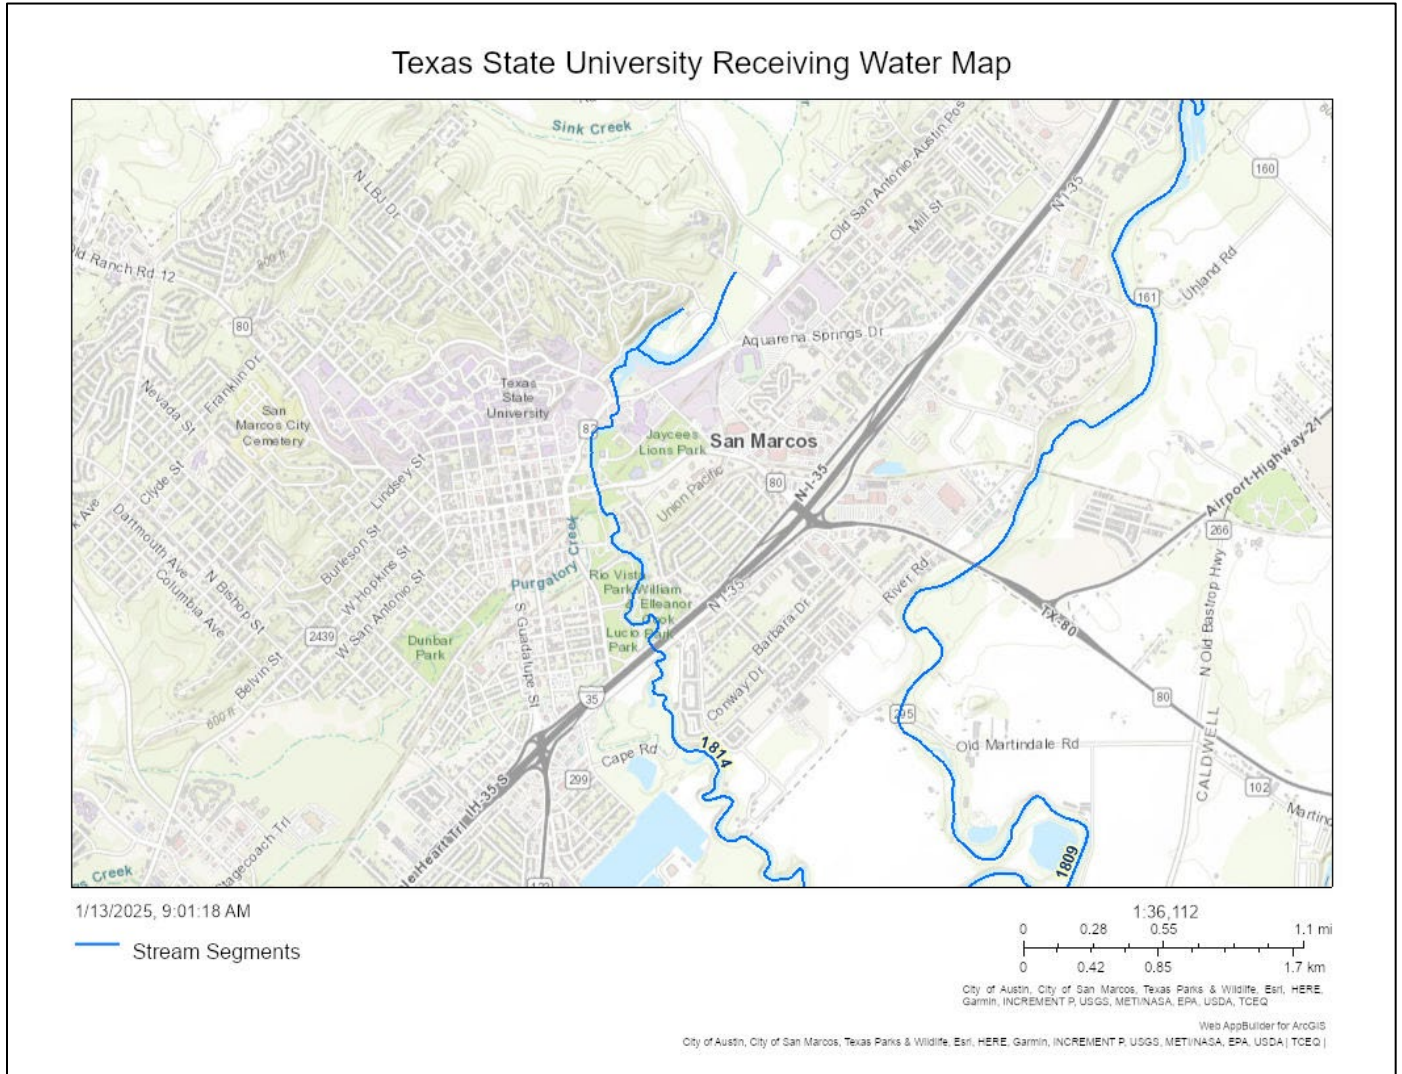 Texas State University Receiving Water Map
Sink Creek
Old San Antonio-Austin Pos
N LBJ Dr
Mill St
N I-35
160
Old Ranch Rd 12
800 ft
161
Uhland Rd
80
Aquarena Springs Dr
Franklin Dr
Nevada St
Texas
State
University
San
Marcos City
Cemetery
82
Jaycees
Lions Park
San Marcos
Airport-Highway-21
Clyde St
Lindsey St
Union Pacific
80
N-I-35
k Ave
Dartmouth Ave
Columbia Ave
Burleson St
W Hopkins St
Purgatory Creek
266
N Bishop St
W San Antonio St
Rio Vista
Park
William
Elleanor
N I-35
River Rd
Barbara Dr
TX-80
N Old Bastrop Hwy
2439
Dunbar
Park
S Guadalupe St
Lucio
Park
Park
Belvin St
600 ft
35
Conway Dr
295
80
1814
Old Martindale Rd
Cape Rd
CALDWELL
299
102
IH-35 S
Stagecoach Trl
Martind
s Creek
1809
1/13/2025, 9:01:18 AM
Stream Segments
1:36,112
0 0.28 0.55 1.1 mi
0 0.42 0.85 1.7 km
City of Austin, City of San Marcos, Texas Parks & Wildlife, Esri, HERE,
Garmin, INCREMENT P, USGS, METI/NASA, EPA, USDA, TCEQ
Web AppBuilder for ArcGIS
City of Austin, City of San Marcos, Texas Parks & Wildlife, Esri, HERE, Garmin, INCREMENT P, USGS, METI/NASA, EPA, USDA | TCEQ |